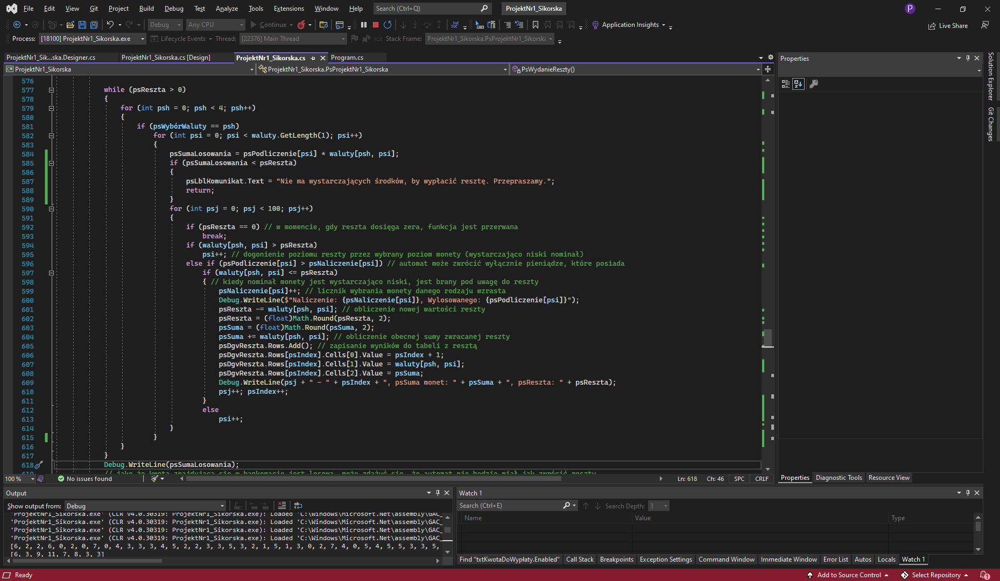 File Edit View Git Project Build Debug Test Analyze Tools Extensions Window Help Search (Ctrl+Q) ProjektNr1_Sikorska P
Debug Any CPU Continue Application Insights Live Share
Process: [18100] ProjektNr1_Sikorska.exe Lifecycle Events Thread: [22376] Main Thread Stack Frame: ProjektNr1_Sikorska.PsProjektNr1_Sikorska
ProjektNr1_Sik...ska.Designer.cs ProjektNr1_Sikorska.cs [Design] ProjektNr1_Sikorska.cs Program.cs
ProjektNr1_Sikorska ProjektNr1_Sikorska.PsProjektNr1_Sikorska PsWydanieReszty()
576
577 while (psReszta > 0)
578 {
579 for (int psh = 0; psh < 4; psh++)
580 {
581 if (psWybórWaluty == psh)
582 for (int psi = 0; psi < waluty.GetLength(1); psi++)
583 {
584 psSumaLosowania = psPodliczenie[psi] * waluty[psh, psi];
585 if (psSumaLosowania < psReszta)
586 {
587 psLblKomunikat.Text = "Nie ma wystarczających środków, by wypłacić resztę. Przepraszamy.";
588 return;
589 }
590 for (int psj = 0; psj < 100; psj++)
591 {
592 if (psReszta == 0) // w momencie, gdy reszta dosięga zera, funkcja jest przerwana
593 break;
594 if (waluty[psh, psi] > psReszta)
595 psi++; // dogonienie poziomu reszty przez wybrany poziom monety (wystarczająco niski nominał)
596 else if (psPodliczenie[psi] > psNaliczenie[psi]) // automat może zwrócić wyłącznie pieniądze, które posiada
597 if (waluty[psh, psi] <= psReszta)
598 { // kiedy nominał monety jest wystarczająco niski, jest brany pod uwagę do reszty
599 psNaliczenie[psi]++; // licznik wybrania monety danego rodzaju wzrasta
600 Debug.WriteLine($"Naliczenie: {psNaliczenie[psi]}, Wylosowanego: {psPodliczenie[psi]}");
601 psReszta -= waluty[psh, psi]; // obliczenie nowej wartości reszty
602 psReszta = (float)Math.Round(psReszta, 2);
603 psSuma = (float)Math.Round(psSuma, 2);
604 psSuma += waluty[psh, psi]; // obliczenie obecnej sumy zwracanej reszty
605 psDgvReszta.Rows.Add(); // zapisanie wyników do tabeli z resztą
606 psDgvReszta.Rows[psIndex].Cells[0].Value = psIndex + 1;
607 psDgvReszta.Rows[psIndex].Cells[1].Value = waluty[psh, psi];
608 psDgvReszta.Rows[psIndex].Cells[2].Value = psSuma;
609 Debug.WriteLine(psj + " - " + psIndex + ", psSuma monet: " + psSuma + ", psReszta: " + psReszta);
610 psj++; psIndex++;
611 }
612 else
613 psi++;
614 }
615 }
616 }
617 }
618 Debug.WriteLine(psSumaLosowania);
619 // jako że kwota znajdująca się w bankomacie jest losowa, może zdażyć się, że automat nie będzie miał jak zwrócić reszty
100 % No issues found Ln: 618 Ch: 46 SPC CRLF
Properties
Solution Explorer
Git Changes
Properties Diagnostic Tools Resource View
Output
Show output from: Debug
'ProjektNr1_Sikorska.exe' (CLR v4.0.30319: ProjektNr1_Sikorska.exe): Loaded 'C:\Windows\Microsoft.Net\assembly\GAC_
'ProjektNr1_Sikorska.exe' (CLR v4.0.30319: ProjektNr1_Sikorska.exe): Loaded 'C:\Windows\Microsoft.Net\assembly\GAC_
'ProjektNr1_Sikorska.exe' (CLR v4.0.30319: ProjektNr1_Sikorska.exe): Loaded 'C:\Windows\Microsoft.Net\assembly\GAC_
'ProjektNr1_Sikorska.exe' (CLR v4.0.30319: ProjektNr1_Sikorska.exe): Loaded 'C:\Windows\Microsoft.Net\assembly\GAC_
[6, 2, 2, 6, 0, 2, 0, 7, 0, 4, 3, 3, 3, 4, 5, 2, 2, 3, 3, 5, 3, 2, 1, 5, 1, 3, 0, 2, 7, 4, 0, 5, 4, 5, 5, 3, 3, 5,
[6, 3, 9, 11, 7, 8, 3, 3]
Watch 1
Search (Ctrl+E) Search Depth: 3
Name Value Type
Find "txtKwotaDoWypłaty.Enabled" Call Stack Breakpoints Exception Settings Command Window Immediate Window Error List Autos Locals Watch 1
Ready Add to Source Control Select Repository 1